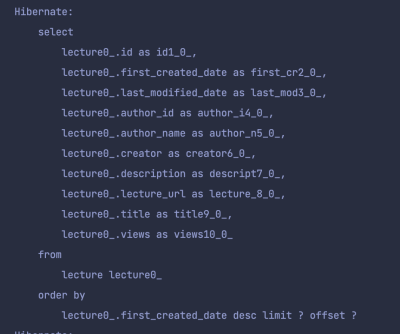 Hibernate:
select
lecture0_.id as id1_0_,
lecture0_.first_created_date as first_cr2_0_,
lecture0_.last_modified_date as last_mod3_0_,
lecture0_.author_id as author_i4_0_,
lecture0_.author_name as author_n5_0_,
lecture0_.creator as creator6_0_,
lecture0_.description as descript7_0_,
lecture0_.lecture_url as lecture_8_0_,
lecture0_.title as title9_0_,
lecture0_.views as views10_0_
from
lecture lecture0_
order by
lecture0_.first_created_date desc limit ? offset ?